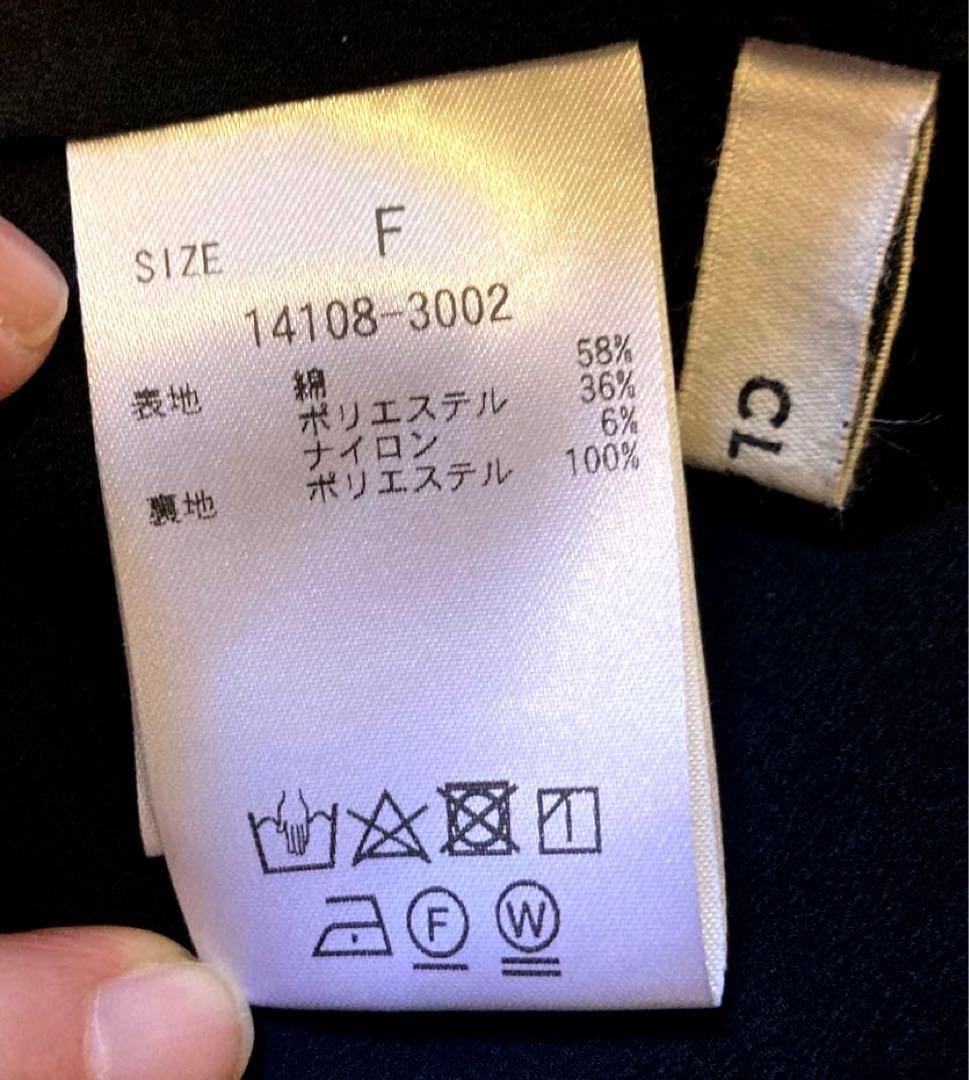 SIZE F
14108-3002
表地 綿 58%
ポリエステル 36%
ナイロン 6%
裏地 ポリエステル 100%
F W
CL